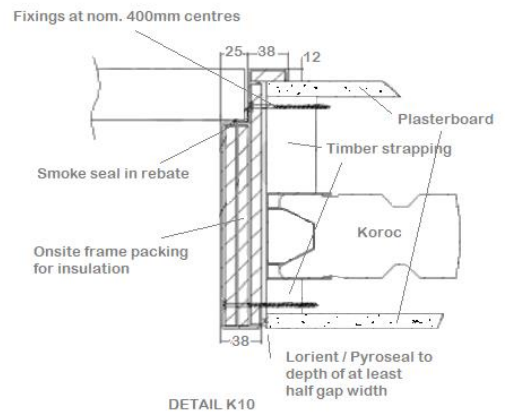 Fixings at nom. 400mm centres
25 38 12
Plasterboard
Timber strapping
Smoke seal in rebate
Koroc
Onsite frame packing
for insulation
38
Lorient / Pyroseal to
depth of at least
half gap width
DETAIL K10